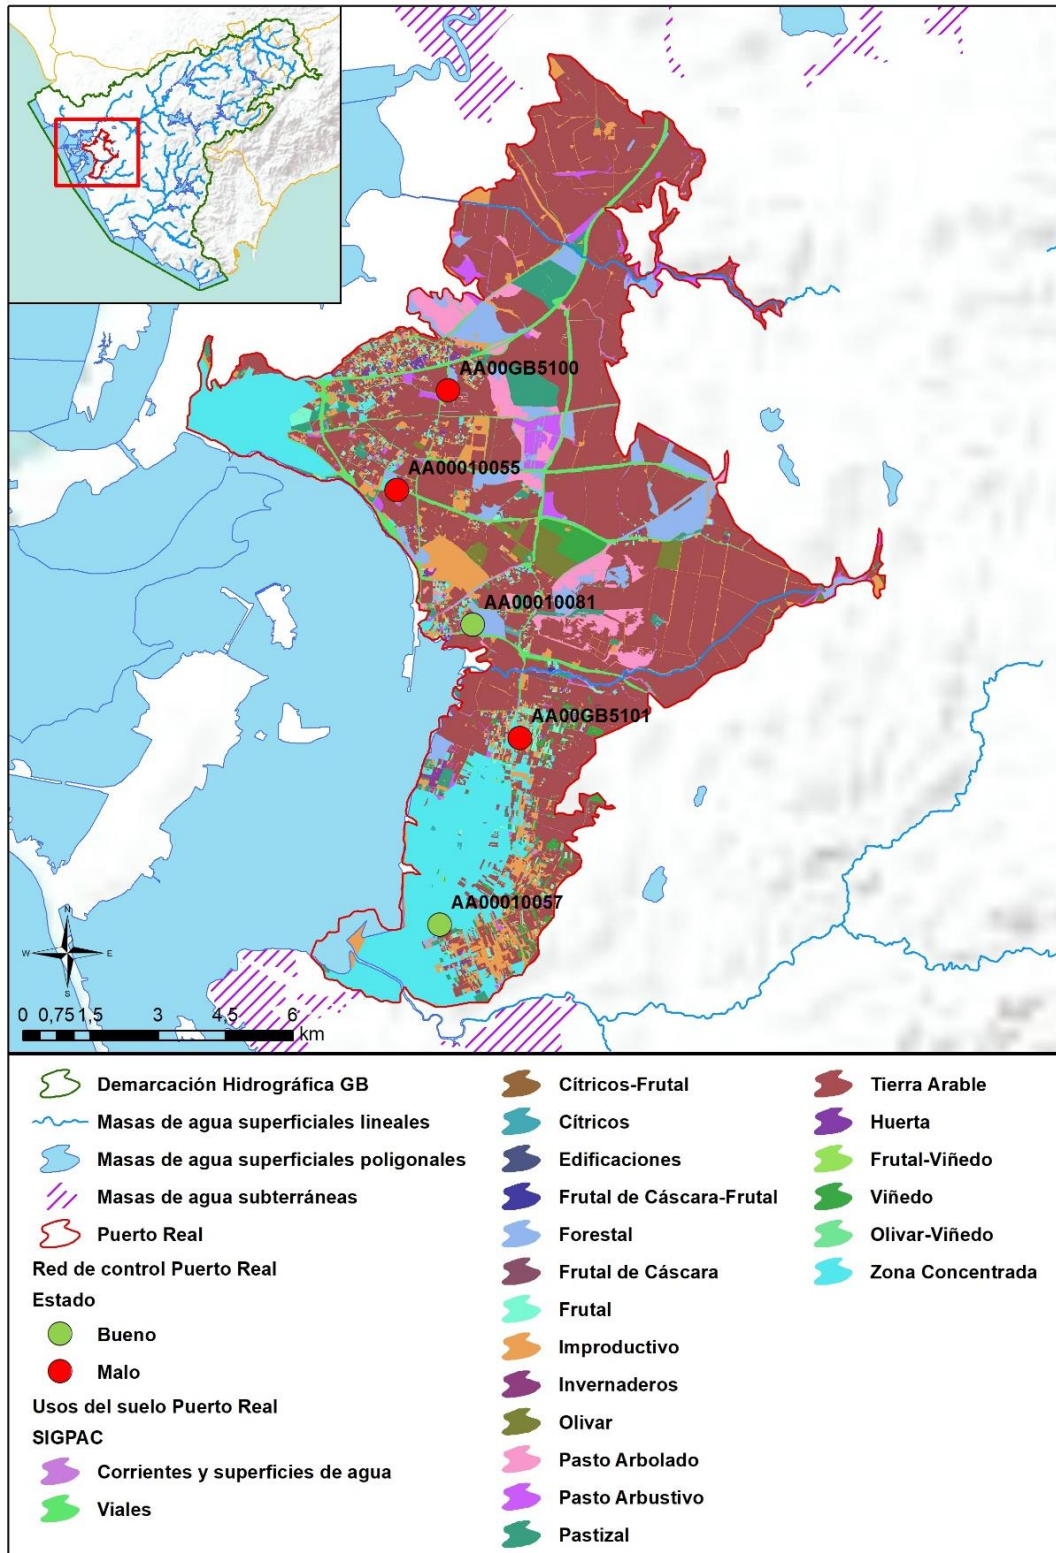 AA00GB5100
AA00010055
AA00010081
AA00GB5101
AA00010057
N
W E
S
0 0,75 1,5 3 4,5 6
km
Demarcación Hidrográfica GB
Masas de agua superficiales lineales
Masas de agua superficiales poligonales
Masas de agua subterráneas
Puerto Real
Red de control Puerto Real
Estado
Bueno
Malo
Usos del suelo Puerto Real
SIGPAC
Corrientes y superficies de agua
Viales
Cítricos-Frutal
Cítricos
Edificaciones
Frutal de Cáscara-Frutal
Forestal
Frutal de Cáscara
Frutal
Improductivo
Invernaderos
Olivar
Pasto Arbolado
Pasto Arbustivo
Pastizal
Tierra Arable
Huerta
Frutal-Viñedo
Viñedo
Olivar-Viñedo
Zona Concentrada